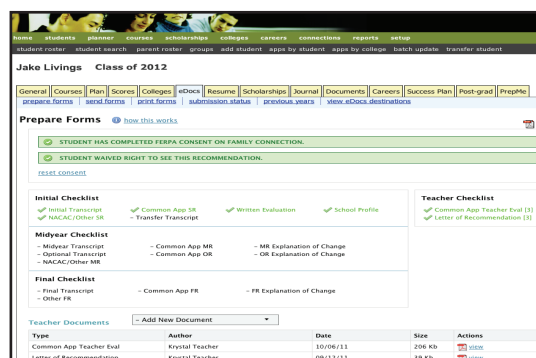 home students planner courses scholarships colleges careers connections reports setup
student roster student search parent roster groups add student apps by student apps by college batch update transfer student
Jake Livings Class of 2012
General Courses Plan Scores Colleges eDocs Resume Scholarships Journal Documents Careers Success Plan Post-grad PrepMe
prepare forms | send forms | print forms | submission status | previous years | view eDocs destinations
Prepare Forms how this works
STUDENT HAS COMPLETED FERPA CONSENT ON FAMILY CONNECTION.
STUDENT WAIVED RIGHT TO SEE THIS RECOMMENDATION.
reset consent
Initial Checklist Teacher Checklist
Initial Transcript Common App SR Written Evaluation School Profile Common App Teacher Eval [3]
NACAC/Other SR – Transfer Transcript Letter of Recommendation [3]
Midyear Checklist
– Midyear Transcript – Common App MR – MR Explanation of Change
– Optional Transcript – Common App OR – OR Explanation of Change
– NACAC/Other MR
Final Checklist
– Final Transcript – Common App FR – FR Explanation of Change
– Other FR
Teacher Documents – Add New Document
Type Author Date Size Actions
Common App Teacher Eval Krystal Teacher 10/06/11 206 Kb view
Letter of Recommendation Krystal Teacher 09/12/11 39 Kb view